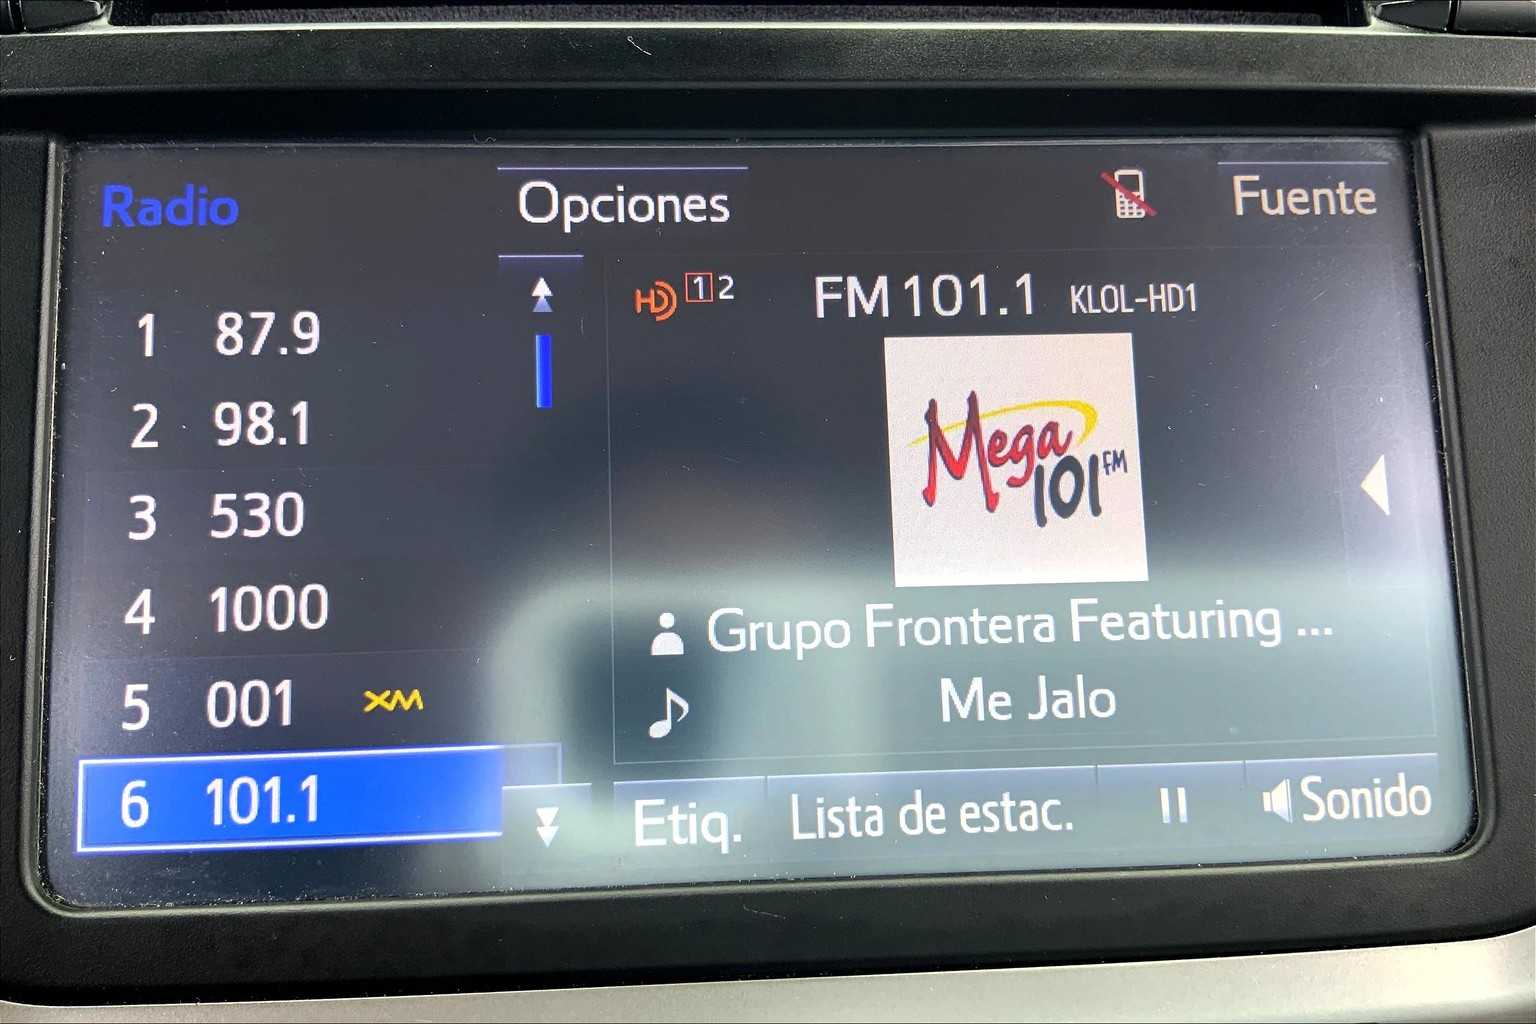 Radio
Opciones
Fuente
1 87.9
2 98.1
3 530
4 1000
5 001 XM
6 101.1
HD 1 2
FM 101.1 KLOL-HD1
Mega
101 FM
Grupo Frontera Featuring ...
Me Jalo
Etiq.
Lista de estac.
Sonido